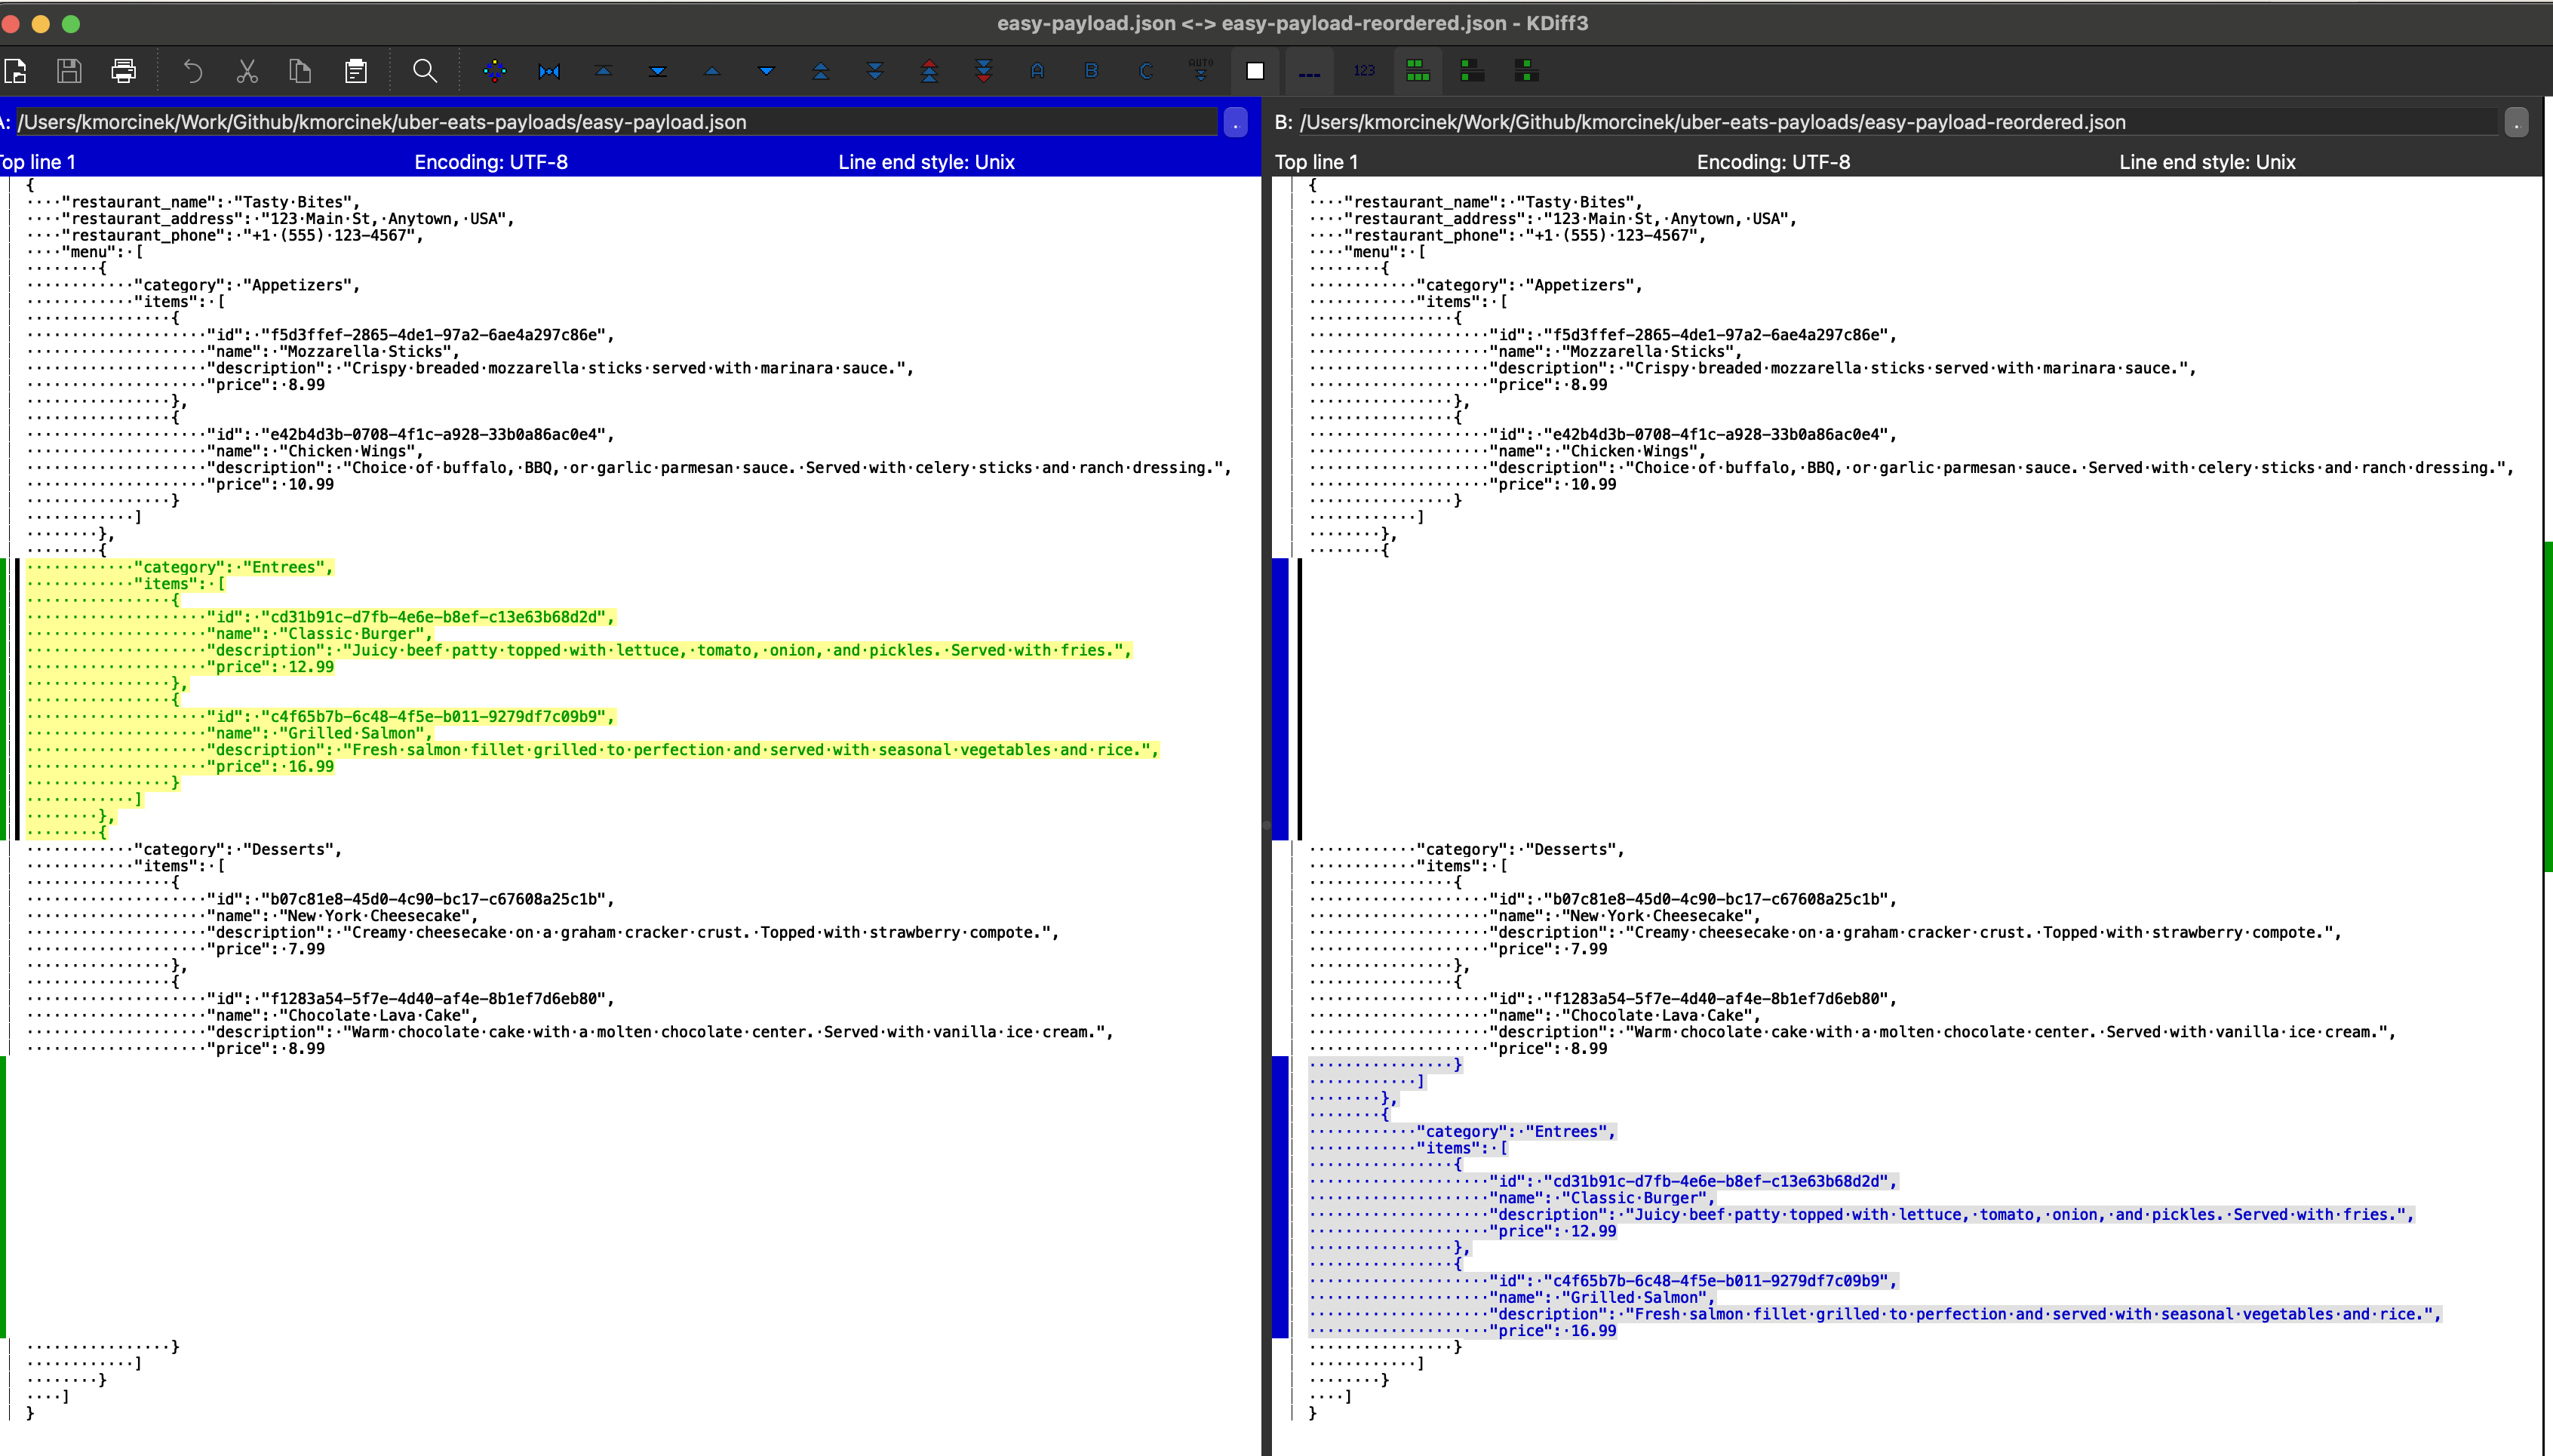 easy-payload.json <-> easy-payload-reordered.json - KDiff3
A B C AUTO 123
A: /Users/kmorcinek/Work/Github/kmorcinek/uber-eats-payloads/easy-payload.json .
Top line 1 Encoding: UTF-8 Line end style: Unix
{
····"restaurant_name":·"Tasty·Bites",
····"restaurant_address":·"123·Main·St,·Anytown,·USA",
····"restaurant_phone":·"+1·(555)·123-4567",
····"menu":·[
········{
············"category":·"Appetizers",
············"items":·[
················{
····················"id":·"f5d3ffef-2865-4de1-97a2-6ae4a297c86e",
····················"name":·"Mozzarella·Sticks",
····················"description":·"Crispy·breaded·mozzarella·sticks·served·with·marinara·sauce.",
····················"price":·8.99
················},
················{
····················"id":·"e42b4d3b-0708-4f1c-a928-33b0a86ac0e4",
····················"name":·"Chicken·Wings",
····················"description":·"Choice·of·buffalo,·BBQ,·or·garlic·parmesan·sauce.·Served·with·celery·sticks·and·ranch·dressing.",
····················"price":·10.99
················}
············]
········},
········{
············"category":·"Entrees",
············"items":·[
················{
····················"id":·"cd31b91c-d7fb-4e6e-b8ef-c13e63b68d2d",
····················"name":·"Classic·Burger",
····················"description":·"Juicy·beef·patty·topped·with·lettuce,·tomato,·onion,·and·pickles.·Served·with·fries.",
····················"price":·12.99
················},
················{
····················"id":·"c4f65b7b-6c48-4f5e-b011-9279df7c09b9",
····················"name":·"Grilled·Salmon",
····················"description":·"Fresh·salmon·fillet·grilled·to·perfection·and·served·with·seasonal·vegetables·and·rice.",
····················"price":·16.99
················}
············]
········},
········{
············"category":·"Desserts",
············"items":·[
················{
····················"id":·"b07c81e8-45d0-4c90-bc17-c67608a25c1b",
····················"name":·"New·York·Cheesecake",
····················"description":·"Creamy·cheesecake·on·a·graham·cracker·crust.·Topped·with·strawberry·compote.",
····················"price":·7.99
················},
················{
····················"id":·"f1283a54-5f7e-4d40-af4e-8b1ef7d6eb80",
····················"name":·"Chocolate·Lava·Cake",
····················"description":·"Warm·chocolate·cake·with·a·molten·chocolate·center.·Served·with·vanilla·ice·cream.",
····················"price":·8.99
················}
············]
········}
····]
}
B: /Users/kmorcinek/Work/Github/kmorcinek/uber-eats-payloads/easy-payload-reordered.json .
Top line 1 Encoding: UTF-8 Line end style: Unix
{
····"restaurant_name":·"Tasty·Bites",
····"restaurant_address":·"123·Main·St,·Anytown,·USA",
····"restaurant_phone":·"+1·(555)·123-4567",
····"menu":·[
········{
············"category":·"Appetizers",
············"items":·[
················{
····················"id":·"f5d3ffef-2865-4de1-97a2-6ae4a297c86e",
····················"name":·"Mozzarella·Sticks",
····················"description":·"Crispy·breaded·mozzarella·sticks·served·with·marinara·sauce.",
····················"price":·8.99
················},
················{
····················"id":·"e42b4d3b-0708-4f1c-a928-33b0a86ac0e4",
····················"name":·"Chicken·Wings",
····················"description":·"Choice·of·buffalo,·BBQ,·or·garlic·parmesan·sauce.·Served·with·celery·sticks·and·ranch·dressing.",
····················"price":·10.99
················}
············]
········},
········{
············"category":·"Desserts",
············"items":·[
················{
····················"id":·"b07c81e8-45d0-4c90-bc17-c67608a25c1b",
····················"name":·"New·York·Cheesecake",
····················"description":·"Creamy·cheesecake·on·a·graham·cracker·crust.·Topped·with·strawberry·compote.",
····················"price":·7.99
················},
················{
····················"id":·"f1283a54-5f7e-4d40-af4e-8b1ef7d6eb80",
····················"name":·"Chocolate·Lava·Cake",
····················"description":·"Warm·chocolate·cake·with·a·molten·chocolate·center.·Served·with·vanilla·ice·cream.",
····················"price":·8.99
················}
············]
········},
········{
············"category":·"Entrees",
············"items":·[
················{
····················"id":·"cd31b91c-d7fb-4e6e-b8ef-c13e63b68d2d",
····················"name":·"Classic·Burger",
····················"description":·"Juicy·beef·patty·topped·with·lettuce,·tomato,·onion,·and·pickles.·Served·with·fries.",
····················"price":·12.99
················},
················{
····················"id":·"c4f65b7b-6c48-4f5e-b011-9279df7c09b9",
····················"name":·"Grilled·Salmon",
····················"description":·"Fresh·salmon·fillet·grilled·to·perfection·and·served·with·seasonal·vegetables·and·rice.",
····················"price":·16.99
················}
············]
········}
····]
}